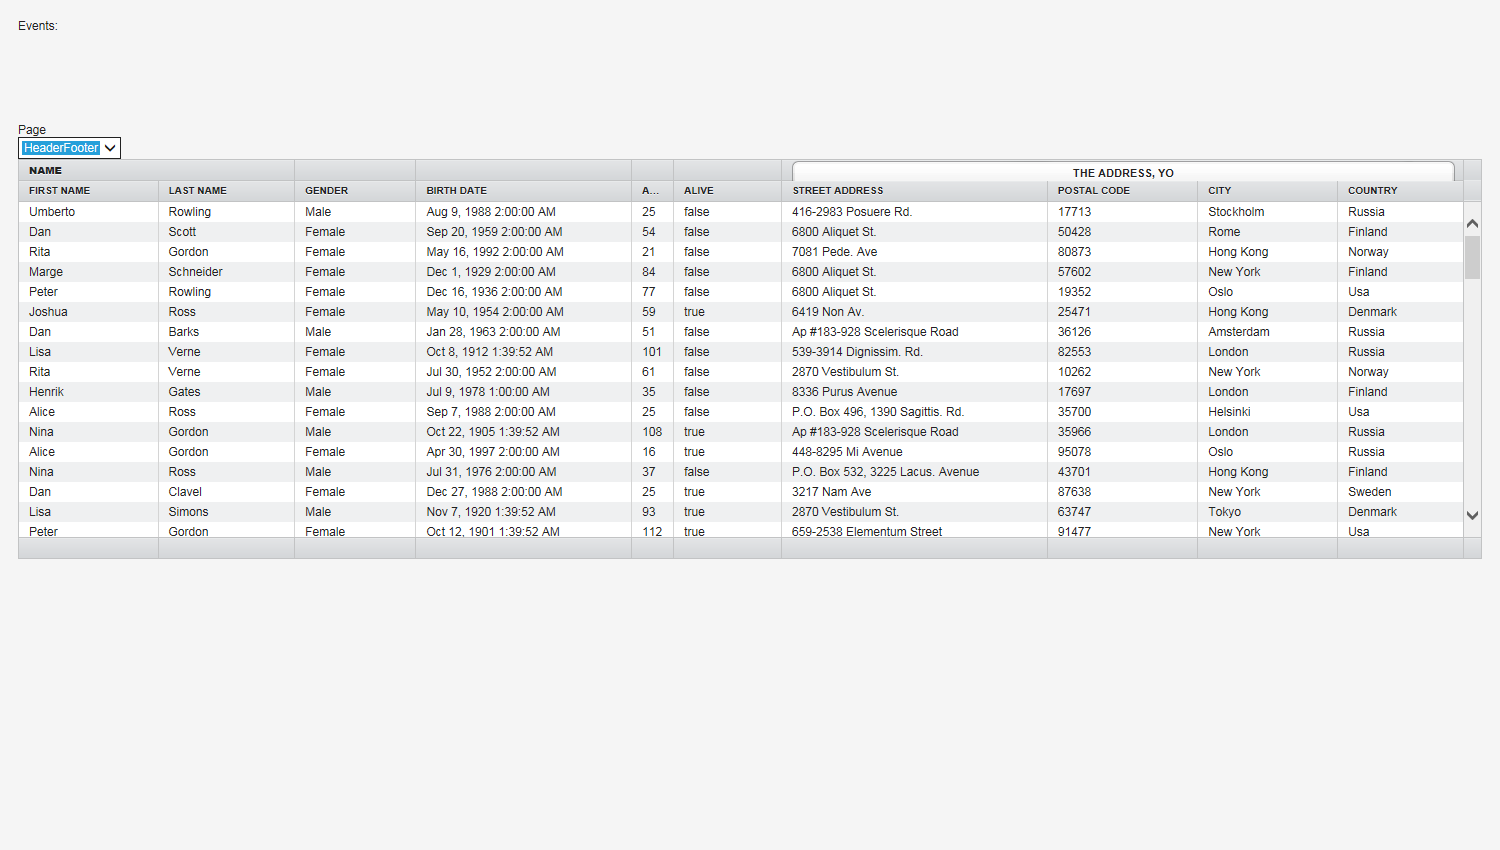 Events:
Page
HeaderFooter
NAME THE ADDRESS, YO
FIRST NAME LAST NAME GENDER BIRTH DATE A... ALIVE STREET ADDRESS POSTAL CODE CITY COUNTRY
Umberto Rowling Male Aug 9, 1988 2:00:00 AM 25 false 416-2983 Posuere Rd. 17713 Stockholm Russia
Dan Scott Female Sep 20, 1959 2:00:00 AM 54 false 6800 Aliquet St. 50428 Rome Finland
Rita Gordon Female May 16, 1992 2:00:00 AM 21 false 7081 Pede. Ave 80873 Hong Kong Norway
Marge Schneider Female Dec 1, 1929 2:00:00 AM 84 false 6800 Aliquet St. 57602 New York Finland
Peter Rowling Female Dec 16, 1936 2:00:00 AM 77 false 6800 Aliquet St. 19352 Oslo Usa
Joshua Ross Female May 10, 1954 2:00:00 AM 59 true 6419 Non Av. 25471 Hong Kong Denmark
Dan Barks Male Jan 28, 1963 2:00:00 AM 51 false Ap #183-928 Scelerisque Road 36126 Amsterdam Russia
Lisa Verne Female Oct 8, 1912 1:39:52 AM 101 false 539-3914 Dignissim. Rd. 82553 London Russia
Rita Verne Female Jul 30, 1952 2:00:00 AM 61 false 2870 Vestibulum St. 10262 New York Norway
Henrik Gates Male Jul 9, 1978 1:00:00 AM 35 false 8336 Purus Avenue 17697 London Finland
Alice Ross Female Sep 7, 1988 2:00:00 AM 25 false P.O. Box 496, 1390 Sagittis. Rd. 35700 Helsinki Usa
Nina Gordon Male Oct 22, 1905 1:39:52 AM 108 true Ap #183-928 Scelerisque Road 35966 London Russia
Alice Gordon Female Apr 30, 1997 2:00:00 AM 16 true 448-8295 Mi Avenue 95078 Oslo Russia
Nina Ross Male Jul 31, 1976 2:00:00 AM 37 false P.O. Box 532, 3225 Lacus. Avenue 43701 Hong Kong Finland
Dan Clavel Female Dec 27, 1988 2:00:00 AM 25 true 3217 Nam Ave 87638 New York Sweden
Lisa Simons Male Nov 7, 1920 1:39:52 AM 93 true 2870 Vestibulum St. 63747 Tokyo Denmark
Peter Gordon Female Oct 12, 1901 1:39:52 AM 112 true 659-2538 Elementum Street 91477 New York Usa